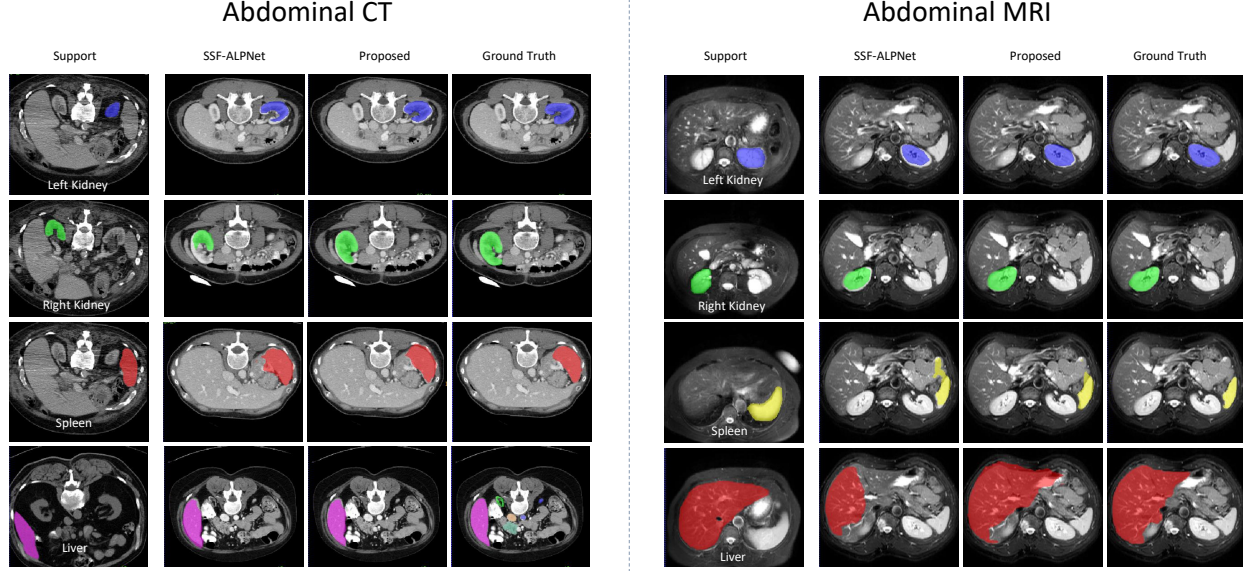 Abdominal CT
Abdominal MRI
Support
SSF-ALPNet
Proposed
Ground Truth
Support
SSF-ALPNet
Proposed
Ground Truth
Left Kidney
Left Kidney
Right Kidney
Right Kidney
Spleen
Spleen
Liver
Liver